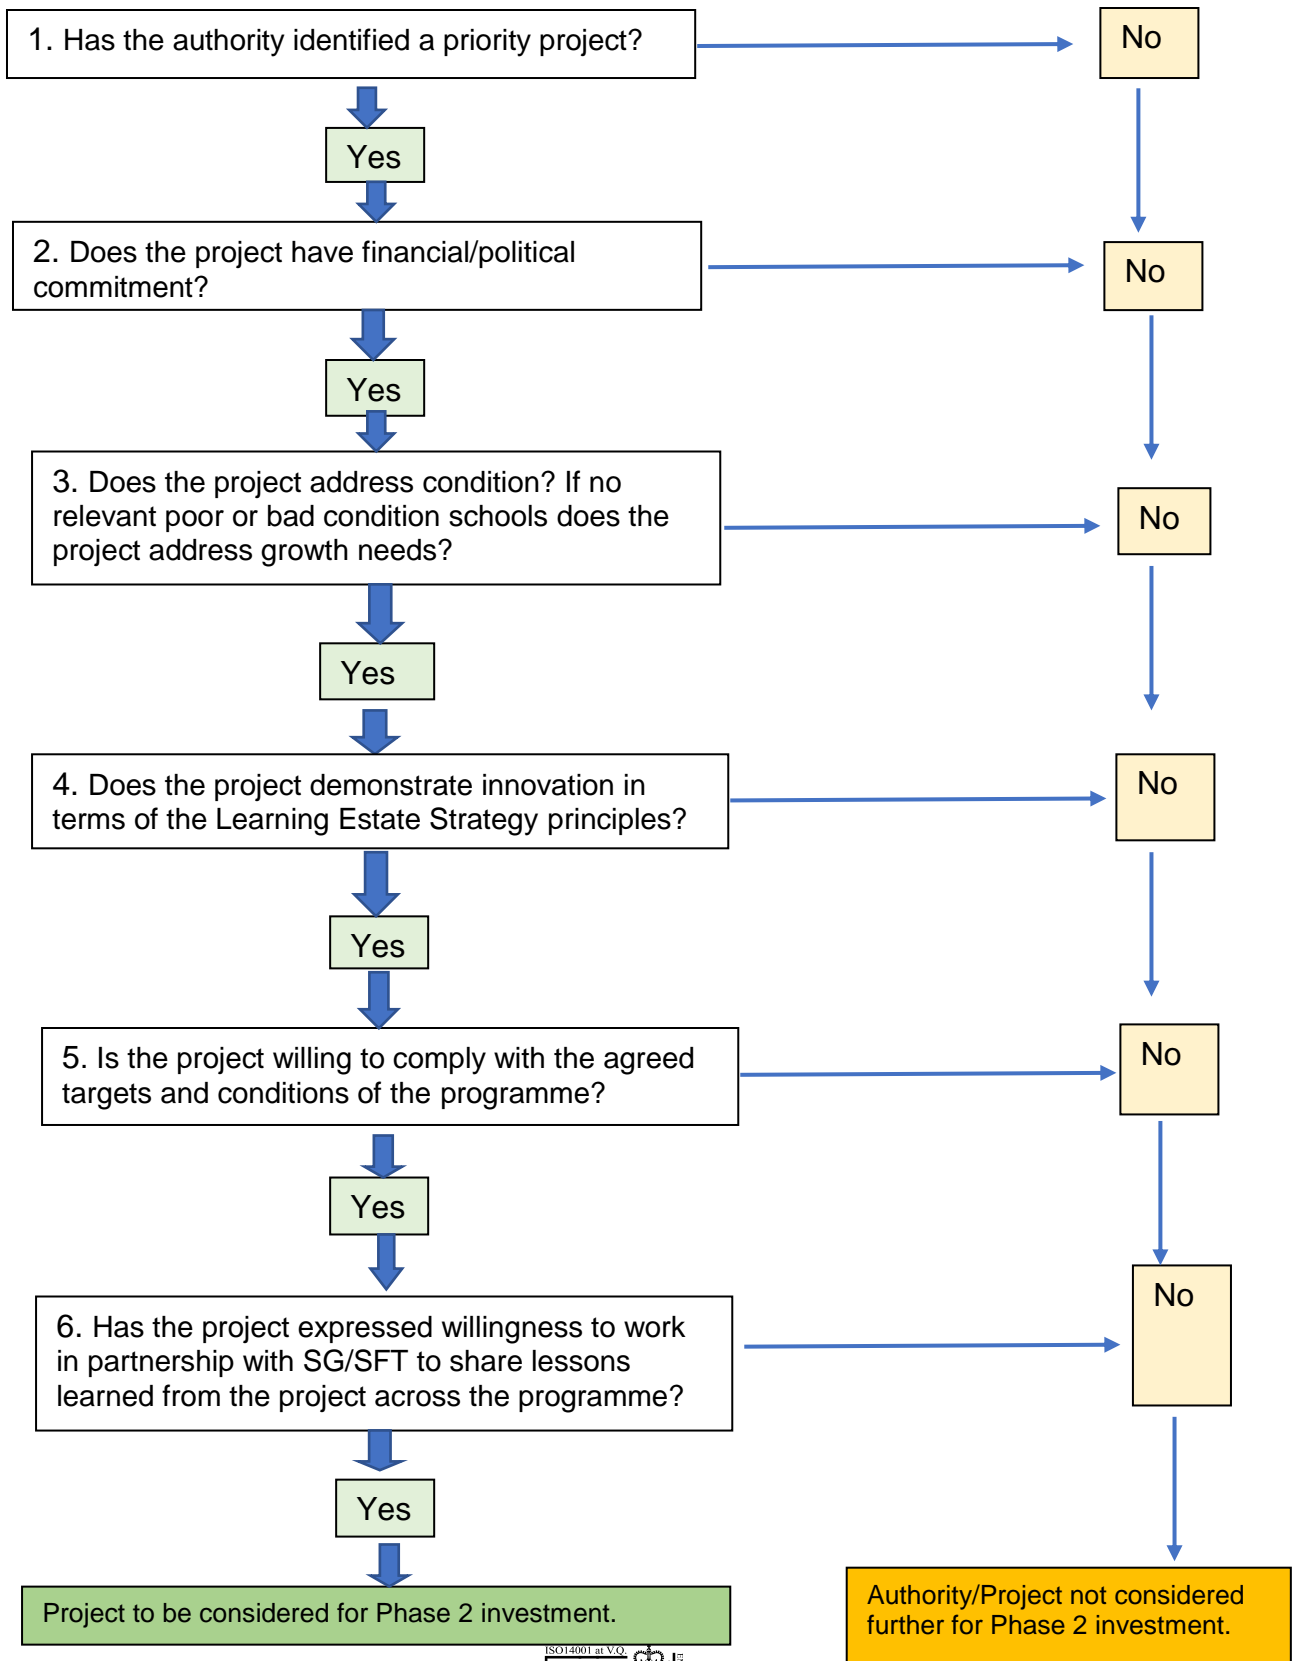 1. Has the authority identified a priority project?
No
Yes
2. Does the project have financial/political
commitment?
No
Yes
3. Does the project address condition? If no
relevant poor or bad condition schools does the
project address growth needs?
No
Yes
4. Does the project demonstrate innovation in
terms of the Learning Estate Strategy principles?
No
Yes
5. Is the project willing to comply with the agreed
targets and conditions of the programme?
No
Yes
6. Has the project expressed willingness to work
in partnership with SG/SFT to share lessons
learned from the project across the programme?
No
Yes
Project to be considered for Phase 2 investment.
Authority/Project not considered
further for Phase 2 investment.
ISO14001 at V.Q.